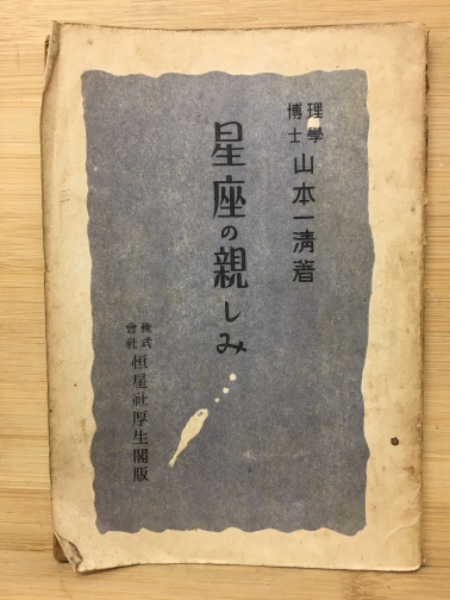 理學博士 山本一淸著
星座の親しみ
株式會社 恒星社厚生閣版